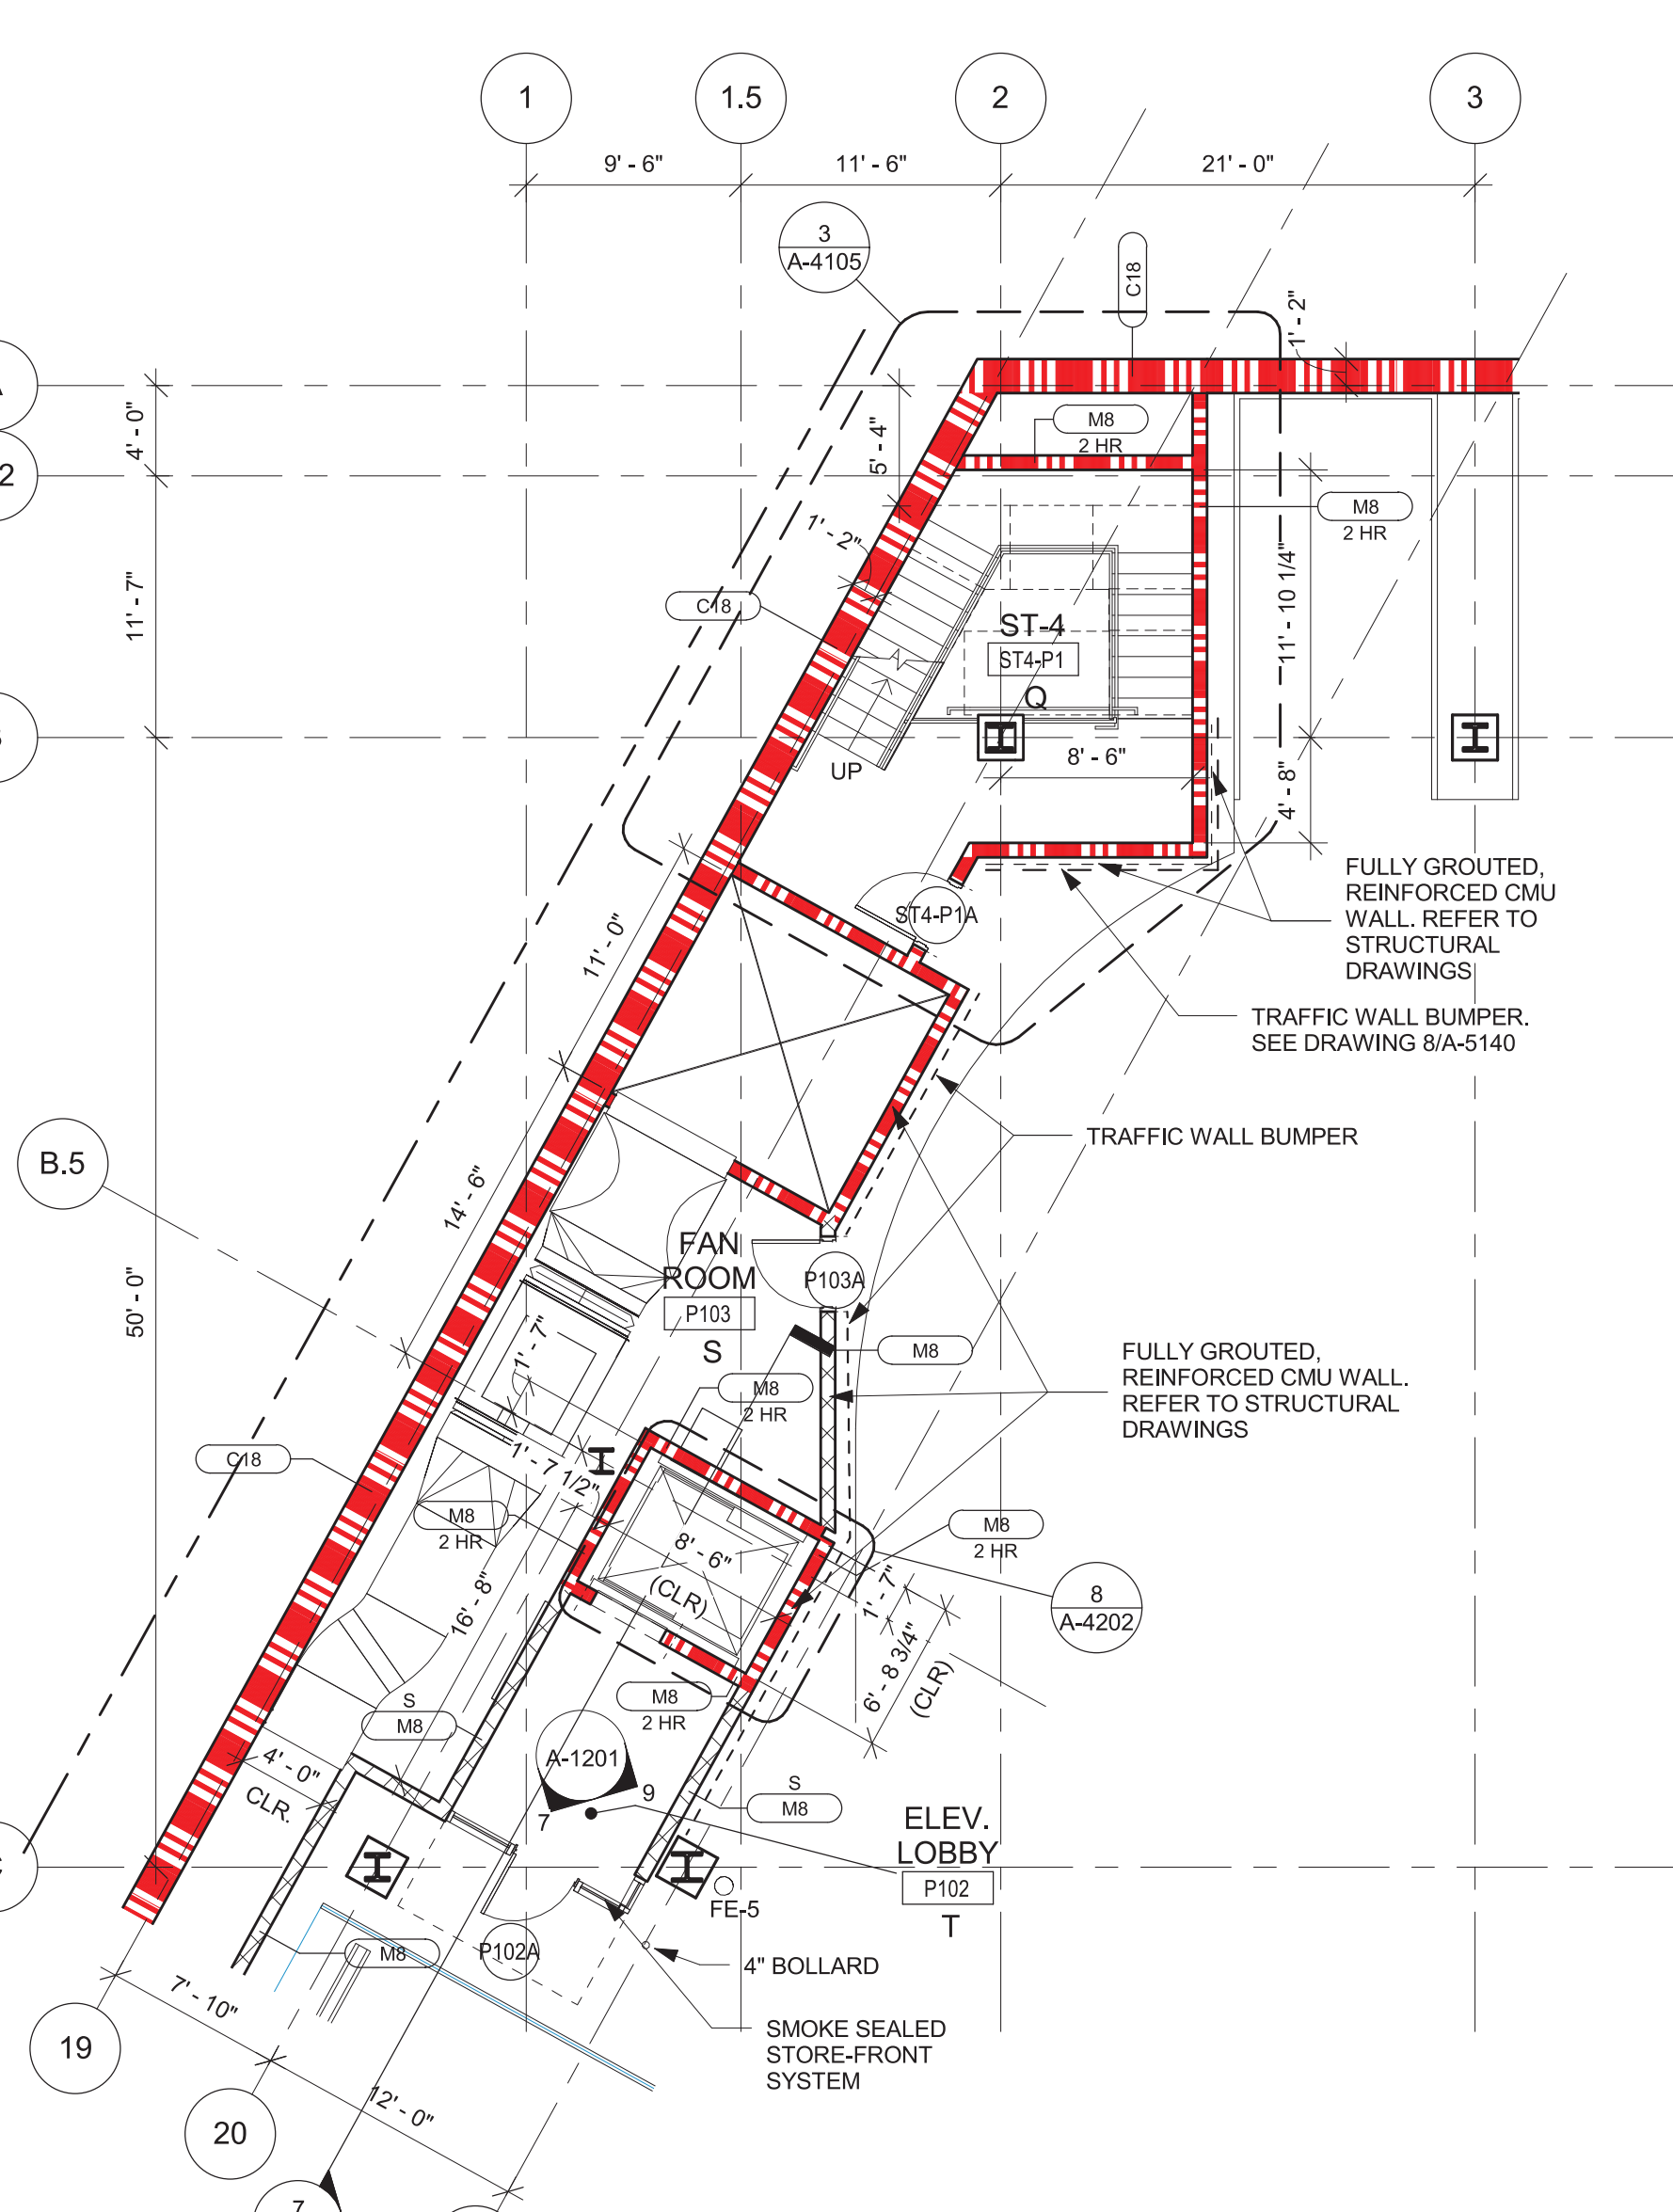 1
1.5
2
3
9' - 6"
11' - 6"
21' - 0"
3
A-4105
C18
1' - 2"
4' - 0"
5' - 4"
M8
2 HR
2
M8
2 HR
1' - 2"
11' - 7"
C18
11' - 10 1/4"
ST-4
ST4-P1
Q
8' - 6"
UP
4' - 8"
FULLY GROUTED,
REINFORCED CMU
WALL. REFER TO
STRUCTURAL
DRAWINGS
ST4-P1A
11' - 0"
TRAFFIC WALL BUMPER.
SEE DRAWING 8/A-5140
TRAFFIC WALL BUMPER
B.5
14' - 6"
FAN
ROOM
P103
S
P103A
50' - 0"
1' - 7"
M8
M8
2 HR
FULLY GROUTED,
REINFORCED CMU WALL.
REFER TO STRUCTURAL
DRAWINGS
C18
1' - 7 1/2"
M8
2 HR
M8
2 HR
8' - 6"
(CLR)
16' - 8"
1' - 7"
8
A-4202
6' - 8 3/4"
(CLR)
S
M8
M8
2 HR
A-1201
7
9
4' - 0"
CLR.
S
M8
ELEV.
LOBBY
P102
T
FE-5
M8
P102A
4" BOLLARD
7' - 10"
SMOKE SEALED
STORE-FRONT
SYSTEM
19
20
12' - 0"
7